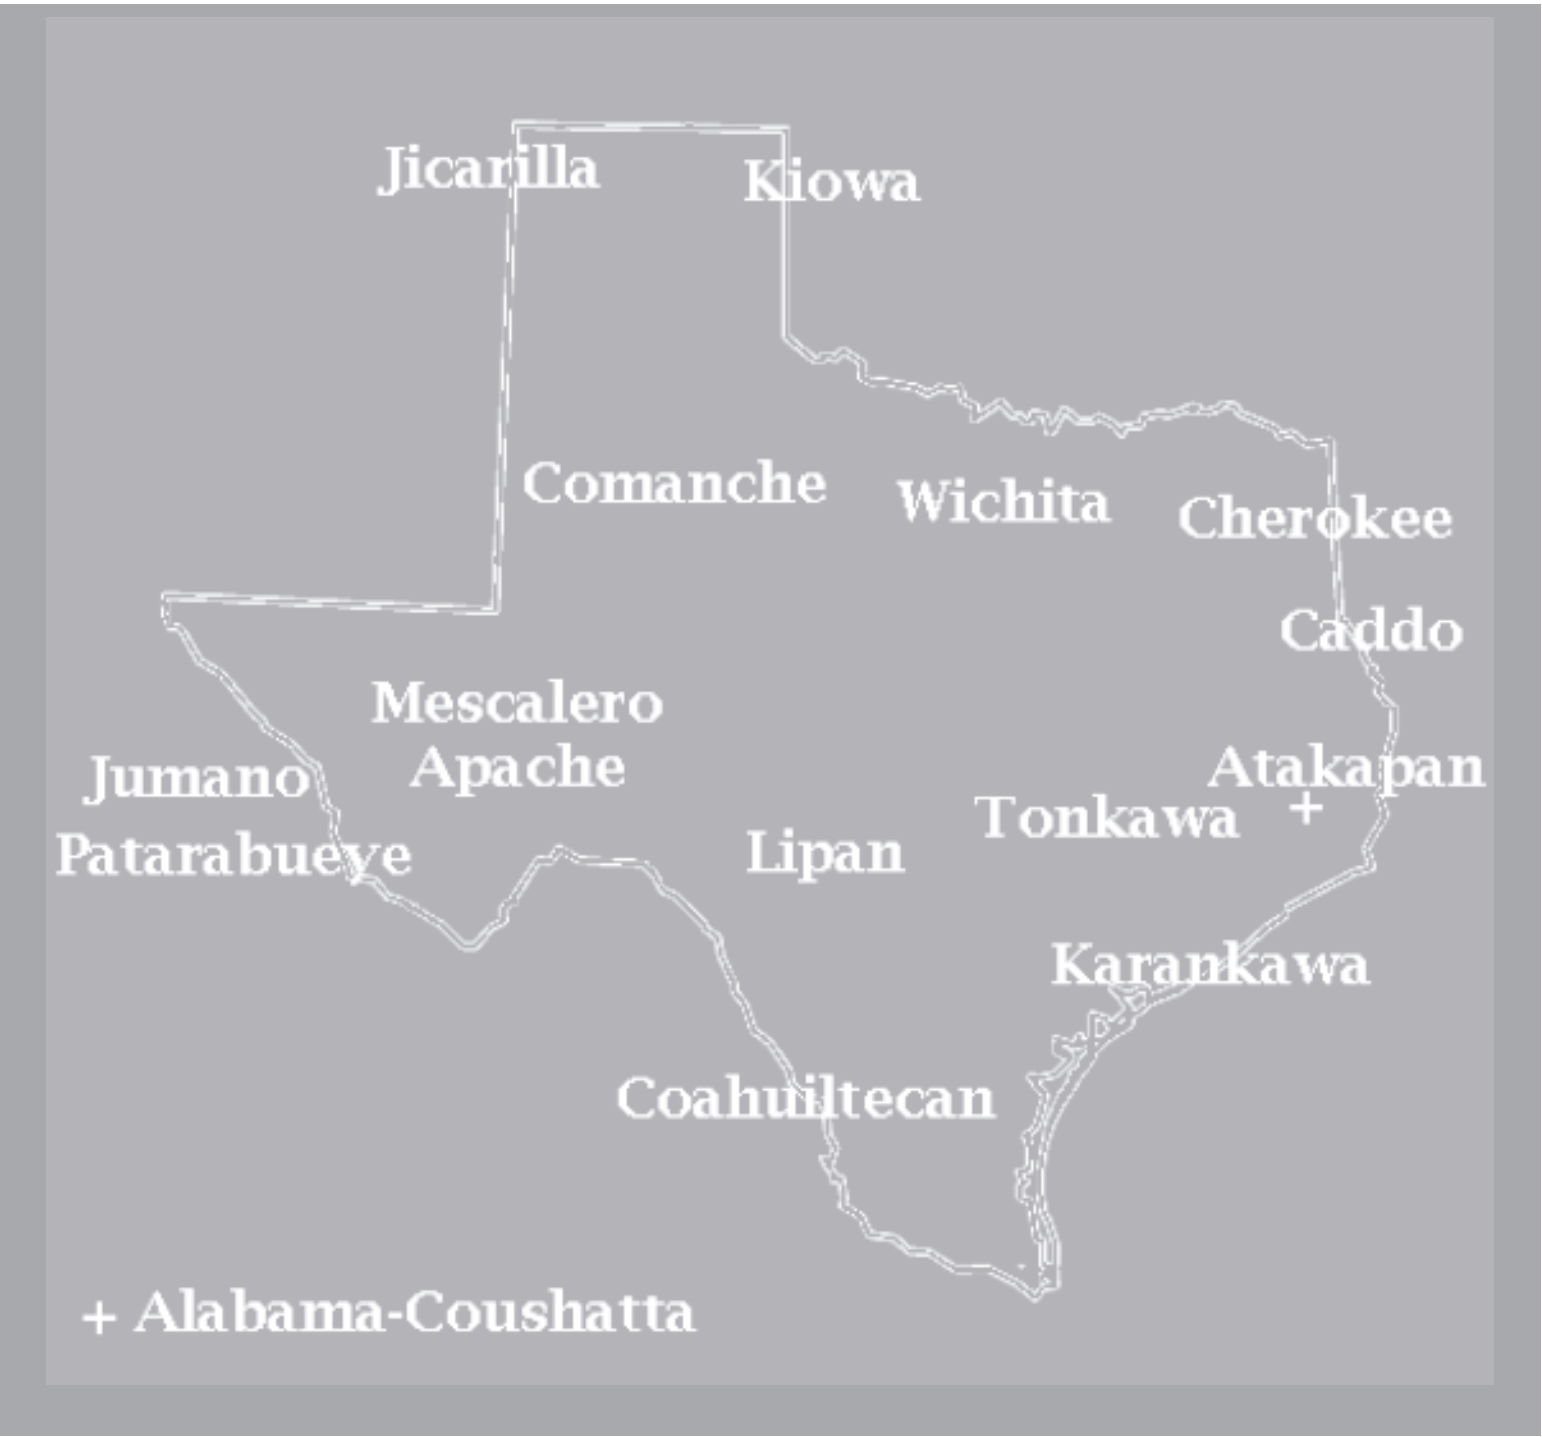 Jicarilla
Kiowa
Comanche
Wichita
Cherokee
Caddo
Mescalero
Apache
Jumano
Atakapan
+
Tonkawa
Patarabueye
Lipan
Karankawa
Coahuiltecan
+ Alabama-Coushatta